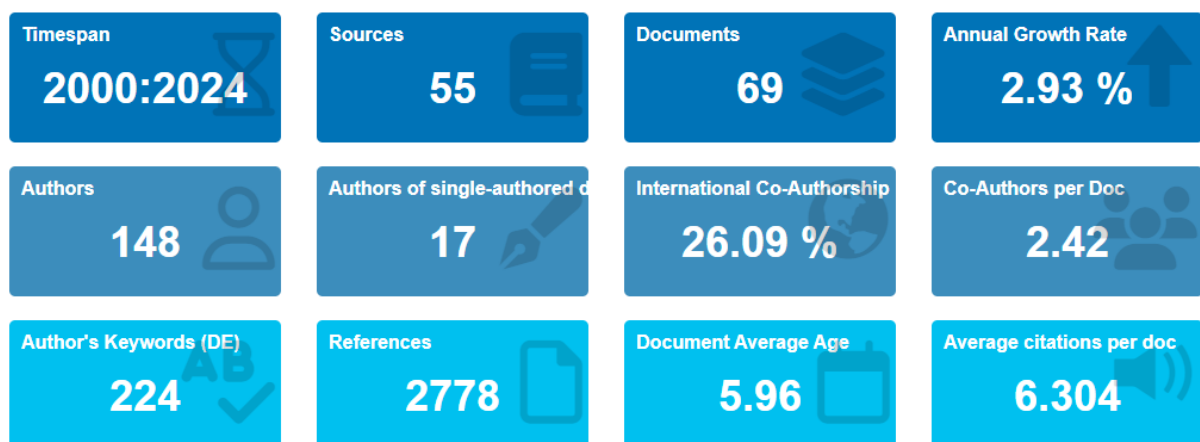 Timespan
2000:2024
Sources
55
Documents
69
Annual Growth Rate
2.93 %
Authors
148
Authors of single-authored d
17
International Co-Authorship
26.09 %
Co-Authors per Doc
2.42
Author's Keywords (DE)
AB
224
References
2778
Document Average Age
5.96
Average citations per doc
6.304